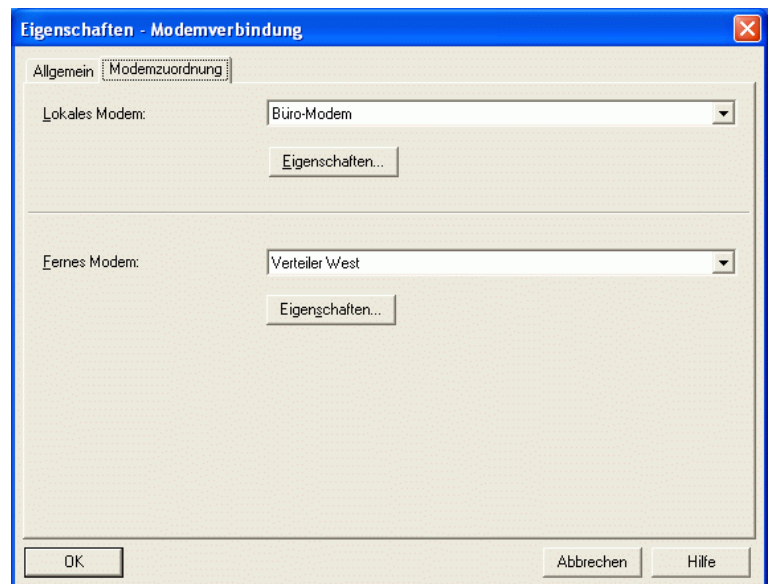 Eigenschaften - Modemverbindung
Allgemein Modemzuordnung
Lokales Modem: Büro-Modem
Eigenschaften...
Fernes Modem: Verteiler West
Eigenschaften...
OK Abbrechen Hilfe